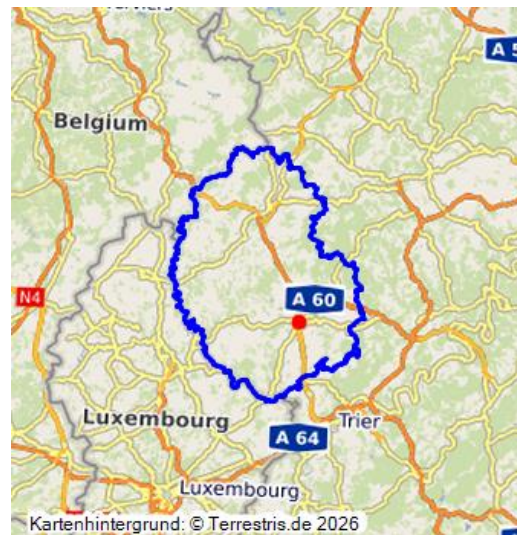 A 5
Belgium
N4
A 60
Luxembourg
Trier
A 64
Luxembourg
Kartenhintergrund: © Terrestris.de 2026